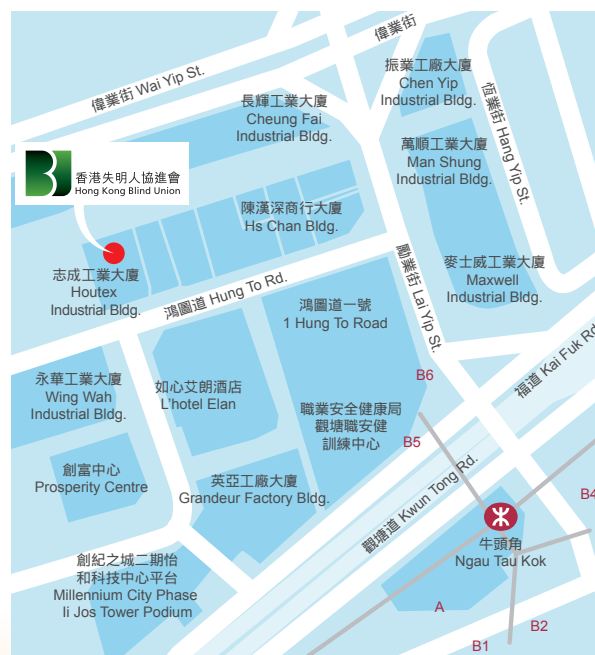 偉業街
偉業街 Wai Yip St.
振業工廠大廈
Chen Yip
Industrial Bldg.
恆業街 Hang Yip St.
長輝工業大廈
Cheung Fai
Industrial Bldg.
萬順工業大廈
Man Shung
Industrial Bldg.
香港失明人協進會
Hong Kong Blind Union
陳漢深商行大廈
Hs Chan Bldg.
志成工業大廈
Houtex
Industrial Bldg.
鴻圖道 Hung To Rd.
鴻圖道一號
1 Hung To Road
勵業街 Lai Yip St.
麥士威工業大廈
Maxwell
Industrial Bldg.
福道 Kai Fuk Rd
永華工業大廈
Wing Wah
Industrial Bldg.
如心艾朗酒店
L'hotel Elan
B6
職業安全健康局
觀塘職安健
訓練中心
B5
創富中心
Prosperity Centre
英亞工廠大廈
Grandeur Factory Bldg.
觀塘道 Kwun Tong Rd.
B4
牛頭角
Ngau Tau Kok
創紀之城二期怡
和科技中心平台
Millennium City Phase
Ii Jos Tower Podium
A
B2
B1